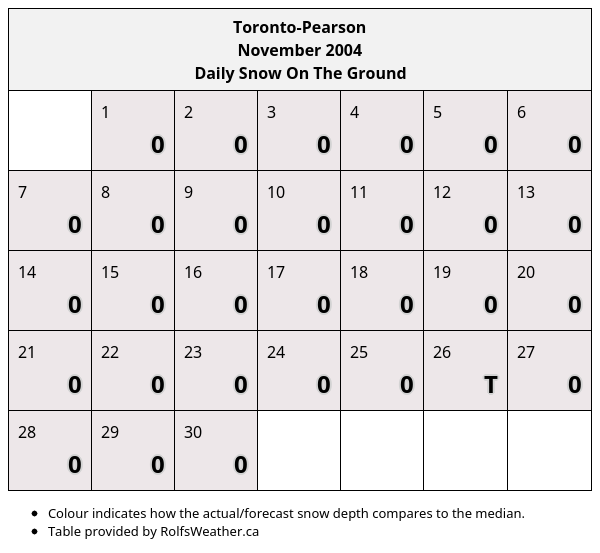 Toronto-Pearson
November 2004
Daily Snow On The Ground
1 2 3 4 5 6
0 0 0 0 0 0
7 8 9 10 11 12 13
0 0 0 0 0 0 0
14 15 16 17 18 19 20
0 0 0 0 0 0 0
21 22 23 24 25 26 27
0 0 0 0 0 T 0
28 29 30
0 0 0
• Colour indicates how the actual/forecast snow depth compares to the median.
• Table provided by RolfsWeather.ca